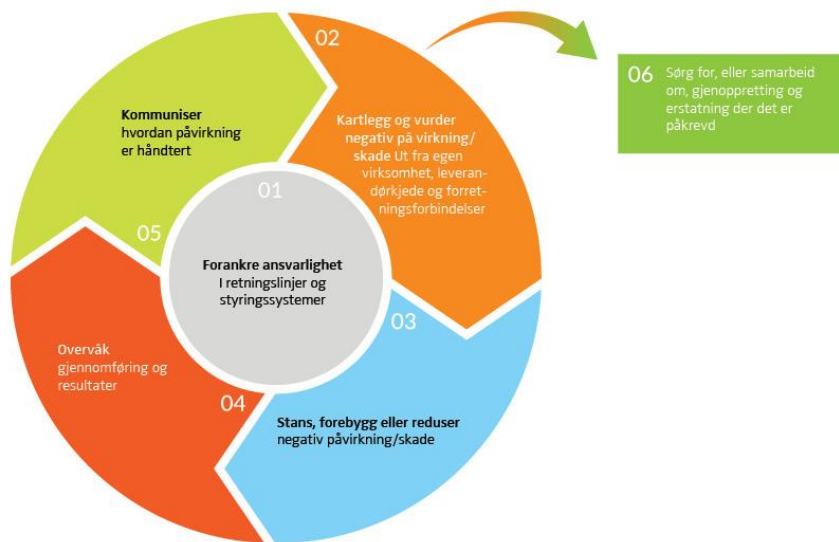 01
Forankre ansvarlighet
I retningslinjer og
styringssystemer
02
Kartlegg og vurder
negativ på virkning/
skade Ut fra egen
virksomhet, leveran-
dørkjede og forret-
ningsforbindelser
03
Stans, forebygg eller reduser
negativ påvirkning/skade
04
Overvåk
gjennomføring og
resultater
05
Kommuniser
hvordan påvirkning
er håndtert
06 Sørg for, eller samarbeid
om, gjenoppretting og
erstatning der det er
påkrevd